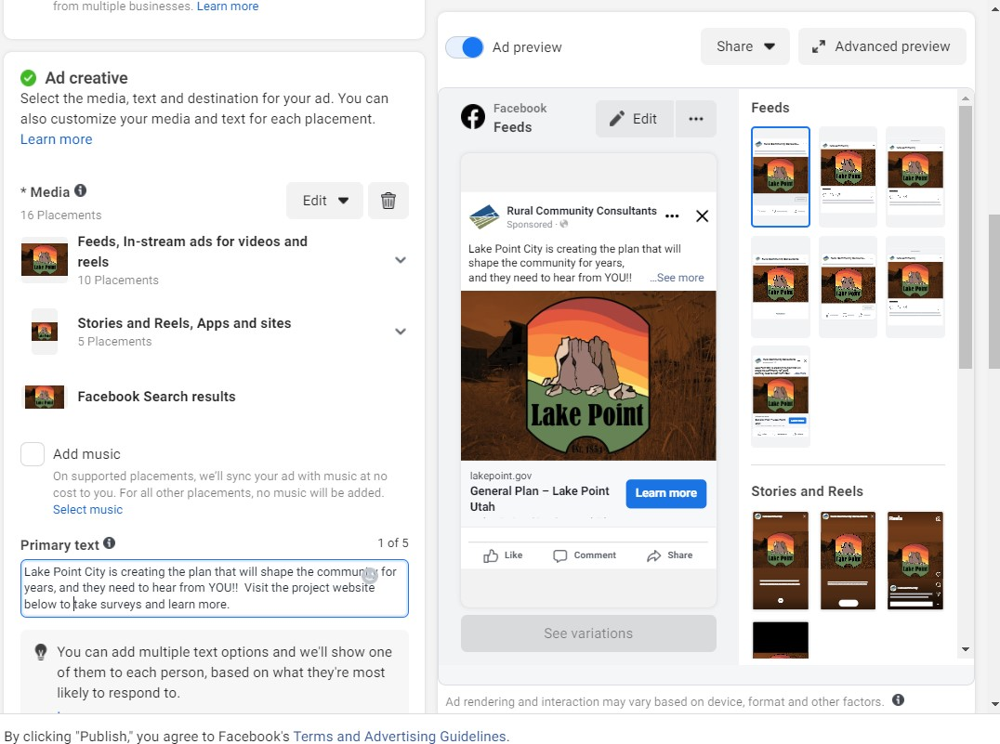 from multiple businesses. Learn more
Ad creative
Select the media, text and destination for your ad. You can
also customize your media and text for each placement.
Learn more
* Media
16 Placements
Edit
Feeds, In-stream ads for videos and
reels
10 Placements
Stories and Reels, Apps and sites
5 Placements
Facebook Search results
Add music
On supported placements, we'll sync your ad with music at no
cost to you. For all other placements, no music will be added.
Select music
Primary text
1 of 5
Lake Point City is creating the plan that will shape the community for
years, and they need to hear from YOU!!  Visit the project website
below to take surveys and learn more.
You can add multiple text options and we'll show one
of them to each person, based on what they're most
likely to respond to.
Ad preview
Share
Advanced preview
Facebook
Feeds
Edit
Rural Community Consultants
Sponsored ·
Lake Point City is creating the plan that will
shape the community for years,
and they need to hear from YOU!! ...See more
Lake Point
EST. 1854
lakepoint.gov
General Plan – Lake Point
Utah
Learn more
Like
Comment
Share
See variations
Feeds
Stories and Reels
Ad rendering and interaction may vary based on device, format and other factors.
By clicking "Publish," you agree to Facebook's Terms and Advertising Guidelines.